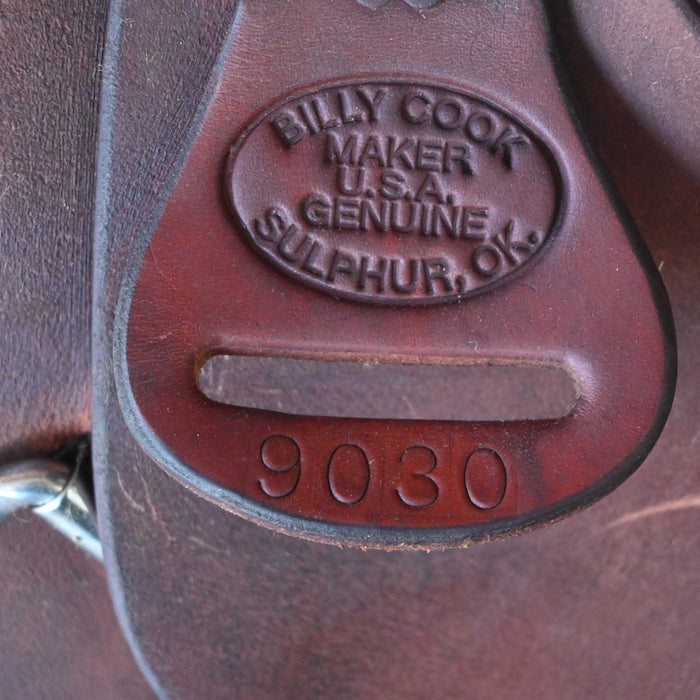 BILLY COOK
MAKER
U.S.A.
GENUINE
SULPHUR, OK.
9030